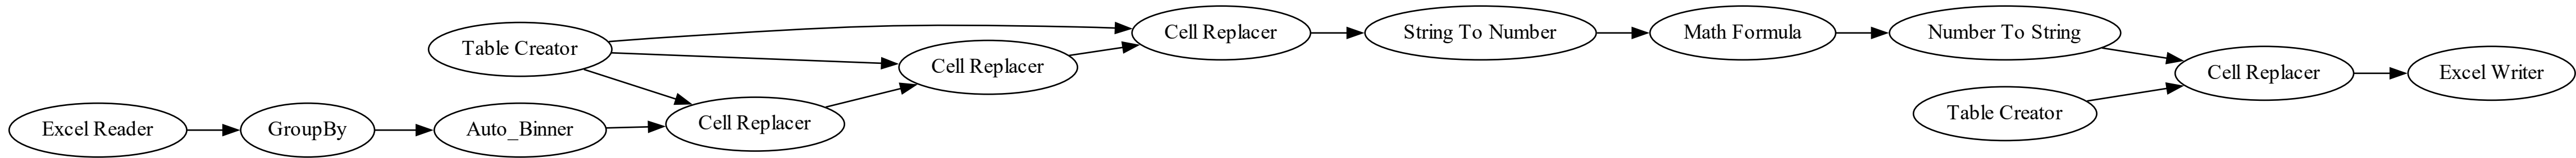 Excel Reader
GroupBy
Auto_Binner
Table Creator
Cell Replacer
Cell Replacer
Cell Replacer
String To Number
Math Formula
Number To String
Table Creator
Cell Replacer
Excel Writer